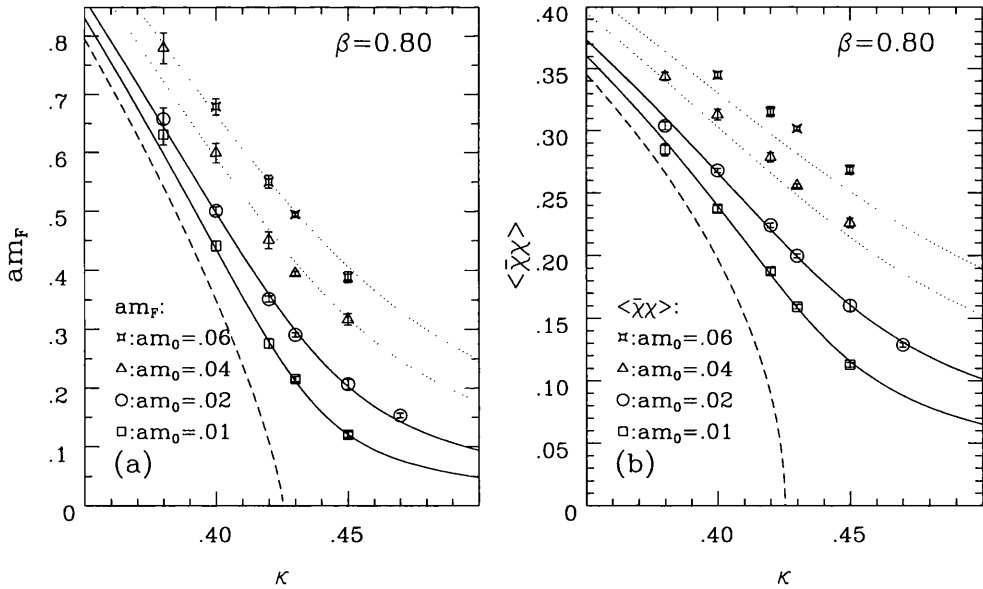 β=0.80
am_F
.8
.7
.6
.5
.4
.3
.2
.1
0
am_F:
¤:am₀=.06
△:am₀=.04
○:am₀=.02
□:am₀=.01
(a)
.40
.45
κ
β=0.80
<χ̄χ>
.40
.35
.30
.25
.20
.15
.10
.05
0
<χ̄χ>:
¤:am₀=.06
△:am₀=.04
○:am₀=.02
□:am₀=.01
(b)
.40
.45
κ